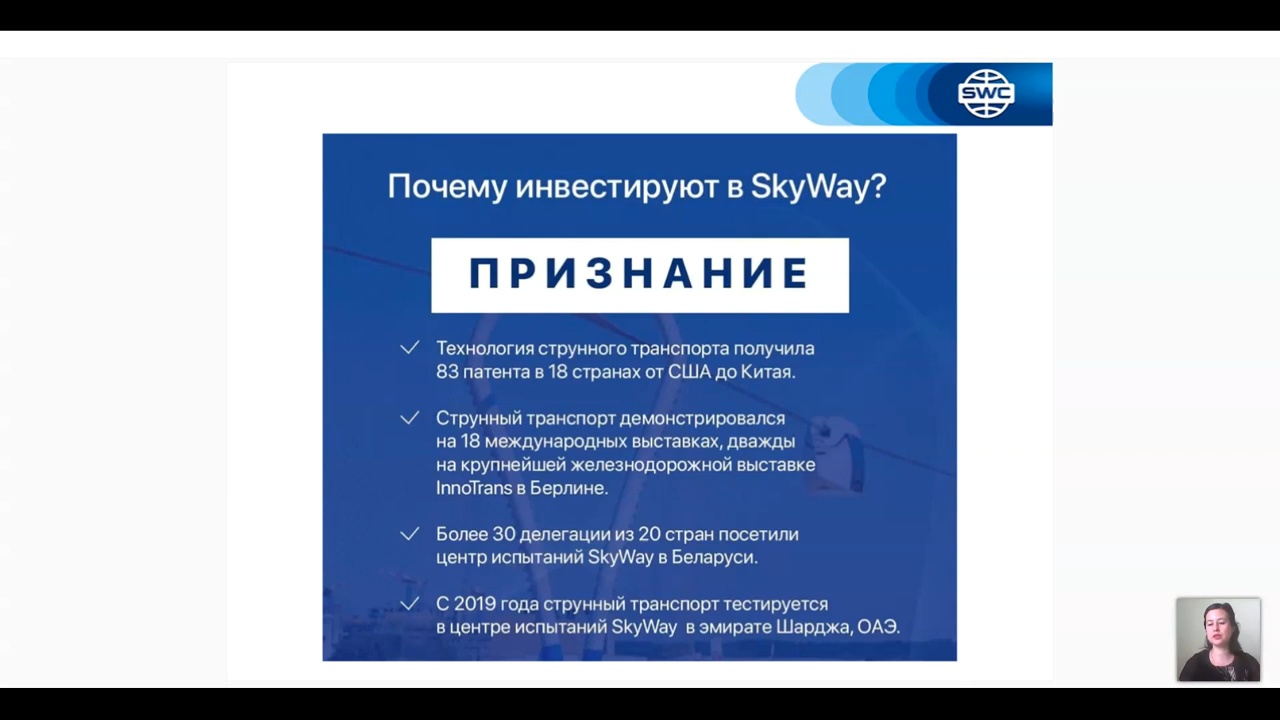 SWC
Почему инвестируют в SkyWay?
ПРИЗНАНИЕ
Технология струнного транспорта получила
83 патента в 18 странах от США до Китая.
Струнный транспорт демонстрировался
на 18 международных выставках, дважды
на крупнейшей железнодорожной выставке
InnoTrans в Берлине.
Более 30 делегации из 20 стран посетили
центр испытаний SkyWay в Беларуси.
С 2019 года струнный транспорт тестируется
в центре испытаний SkyWay в эмирате Шарджа, ОАЭ.